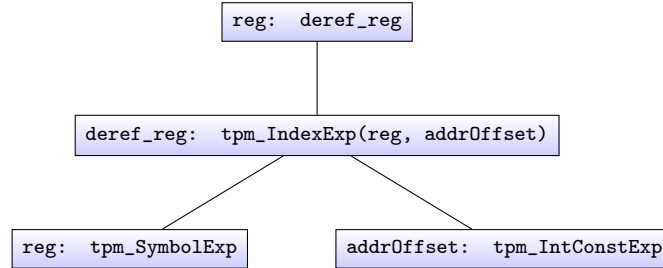 reg: deref_reg
deref_reg: tpm_IndexExp(reg, addrOffset)
reg: tpm_SymbolExp
addrOffset: tpm_IntConstExp